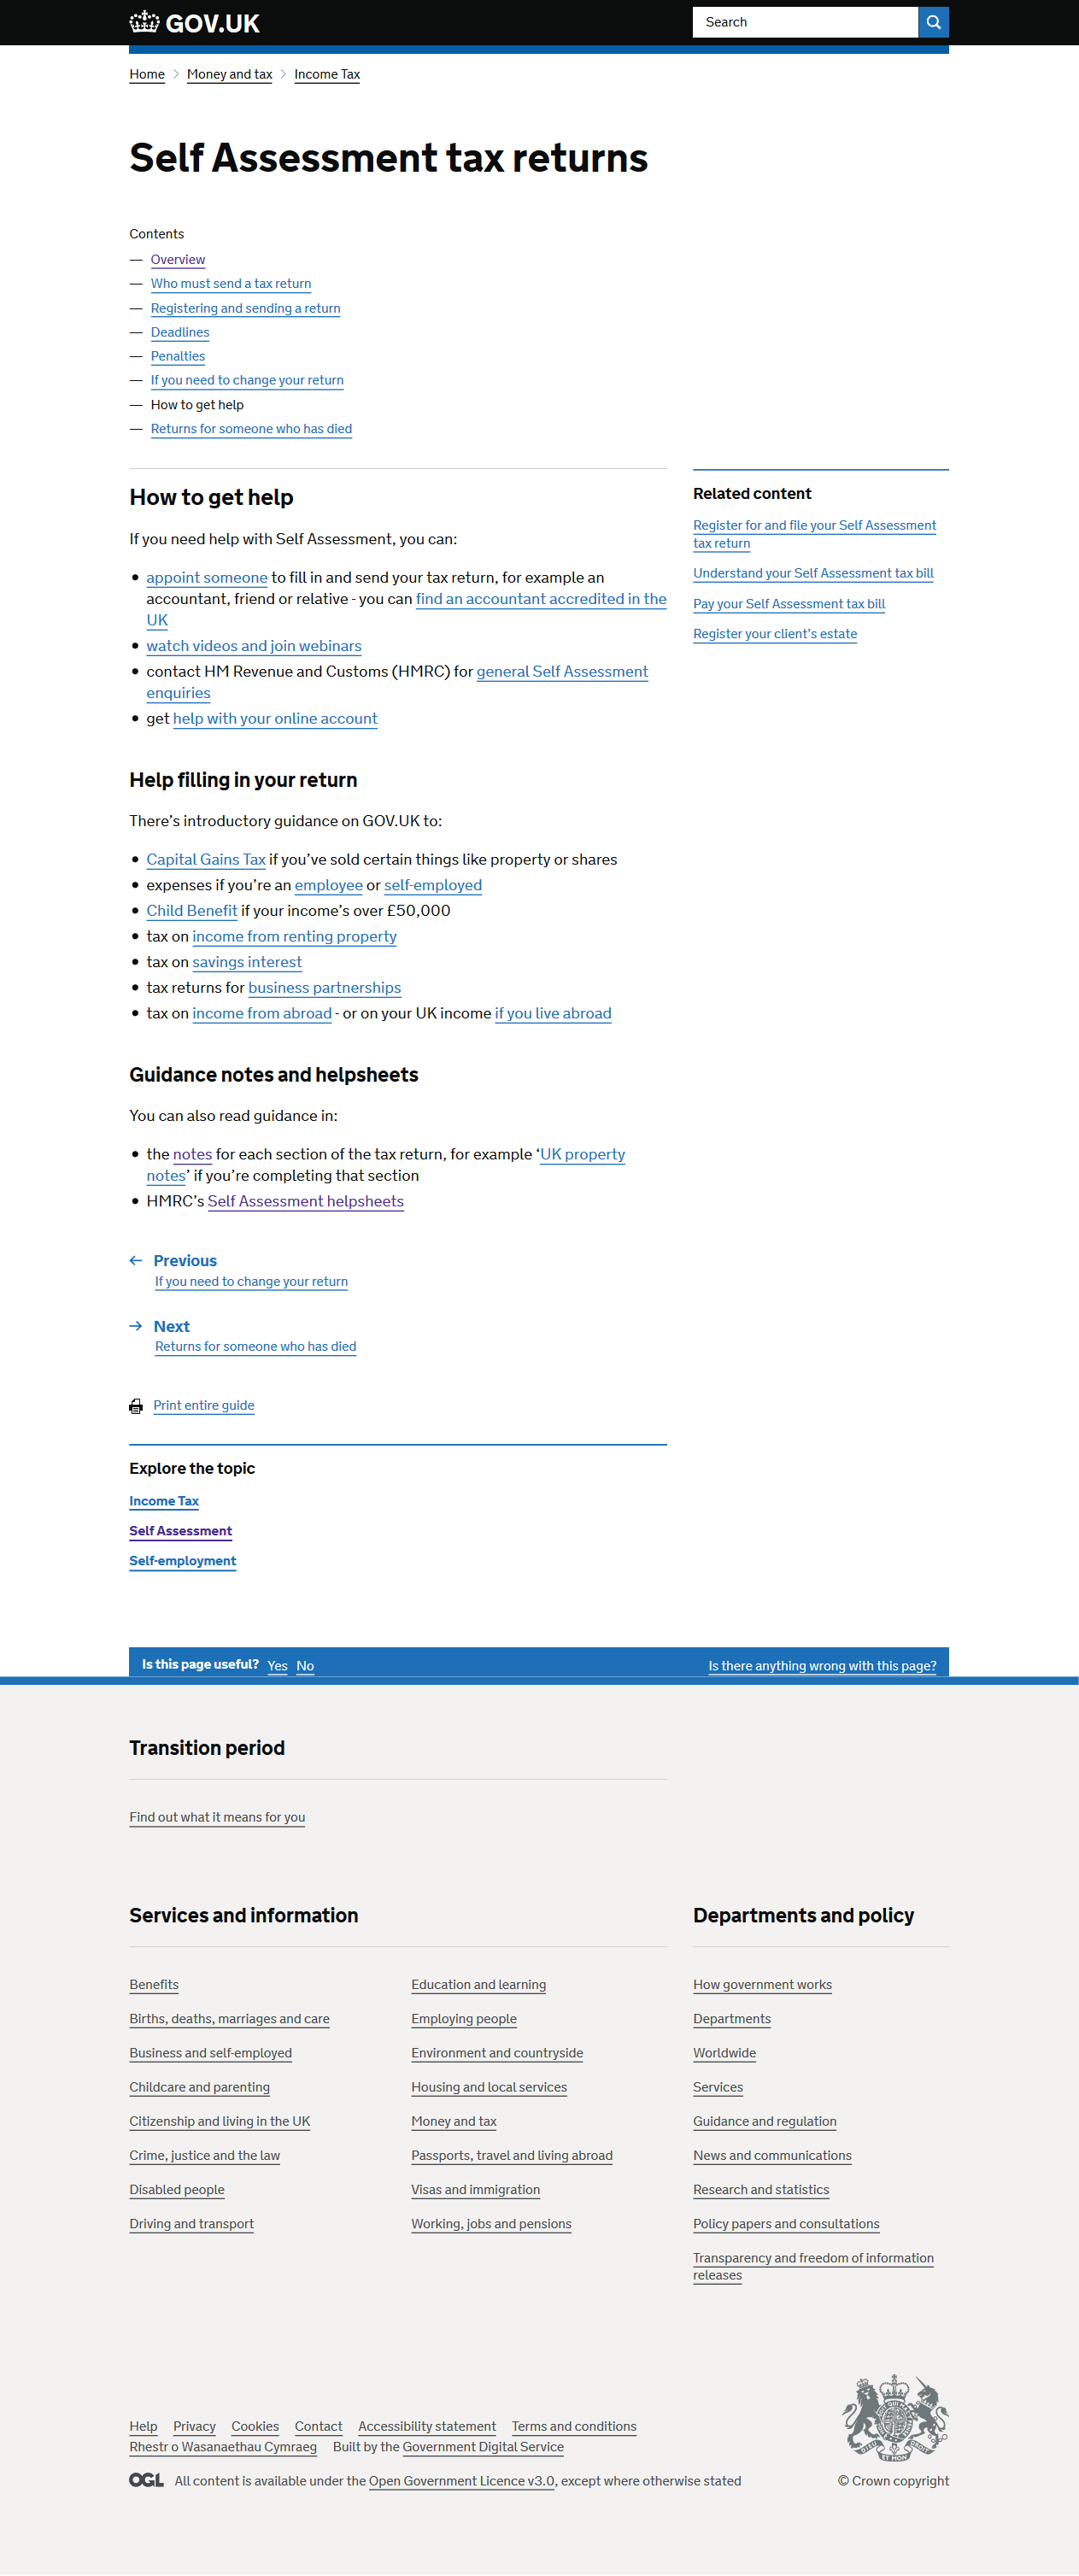 GOV.UK
Search
Home
Money and tax
Income Tax
Self Assessment tax returns
Contents
— Overview
— Who must send a tax return
— Registering and sending a return
— Deadlines
— Penalties
— If you need to change your return
— How to get help
— Returns for someone who has died
How to get help
If you need help with Self Assessment, you can:
• appoint someone to fill in and send your tax return, for example an
accountant, friend or relative - you can find an accountant accredited in the
UK
• watch videos and join webinars
• contact HM Revenue and Customs (HMRC) for general Self Assessment
enquiries
• get help with your online account
Help filling in your return
There’s introductory guidance on GOV.UK to:
• Capital Gains Tax if you’ve sold certain things like property or shares
• expenses if you’re an employee or self-employed
• Child Benefit if your income’s over £50,000
• tax on income from renting property
• tax on savings interest
• tax returns for business partnerships
• tax on income from abroad - or on your UK income if you live abroad
Guidance notes and helpsheets
You can also read guidance in:
• the notes for each section of the tax return, for example ‘UK property
notes’ if you’re completing that section
• HMRC’s Self Assessment helpsheets
Previous
If you need to change your return
Next
Returns for someone who has died
Print entire guide
Related content
Register for and file your Self Assessment
tax return
Understand your Self Assessment tax bill
Pay your Self Assessment tax bill
Register your client’s estate
Explore the topic
Income Tax
Self Assessment
Self-employment
Is this page useful? Yes No
Is there anything wrong with this page?
Transition period
Find out what it means for you
Services and information
Benefits
Births, deaths, marriages and care
Business and self-employed
Childcare and parenting
Citizenship and living in the UK
Crime, justice and the law
Disabled people
Driving and transport
Education and learning
Employing people
Environment and countryside
Housing and local services
Money and tax
Passports, travel and living abroad
Visas and immigration
Working, jobs and pensions
Departments and policy
How government works
Departments
Worldwide
Services
Guidance and regulation
News and communications
Research and statistics
Policy papers and consultations
Transparency and freedom of information
releases
Help Privacy Cookies Contact Accessibility statement Terms and conditions
Rhestr o Wasanaethau Cymraeg Built by the Government Digital Service
OGL All content is available under the Open Government Licence v3.0, except where otherwise stated
© Crown copyright